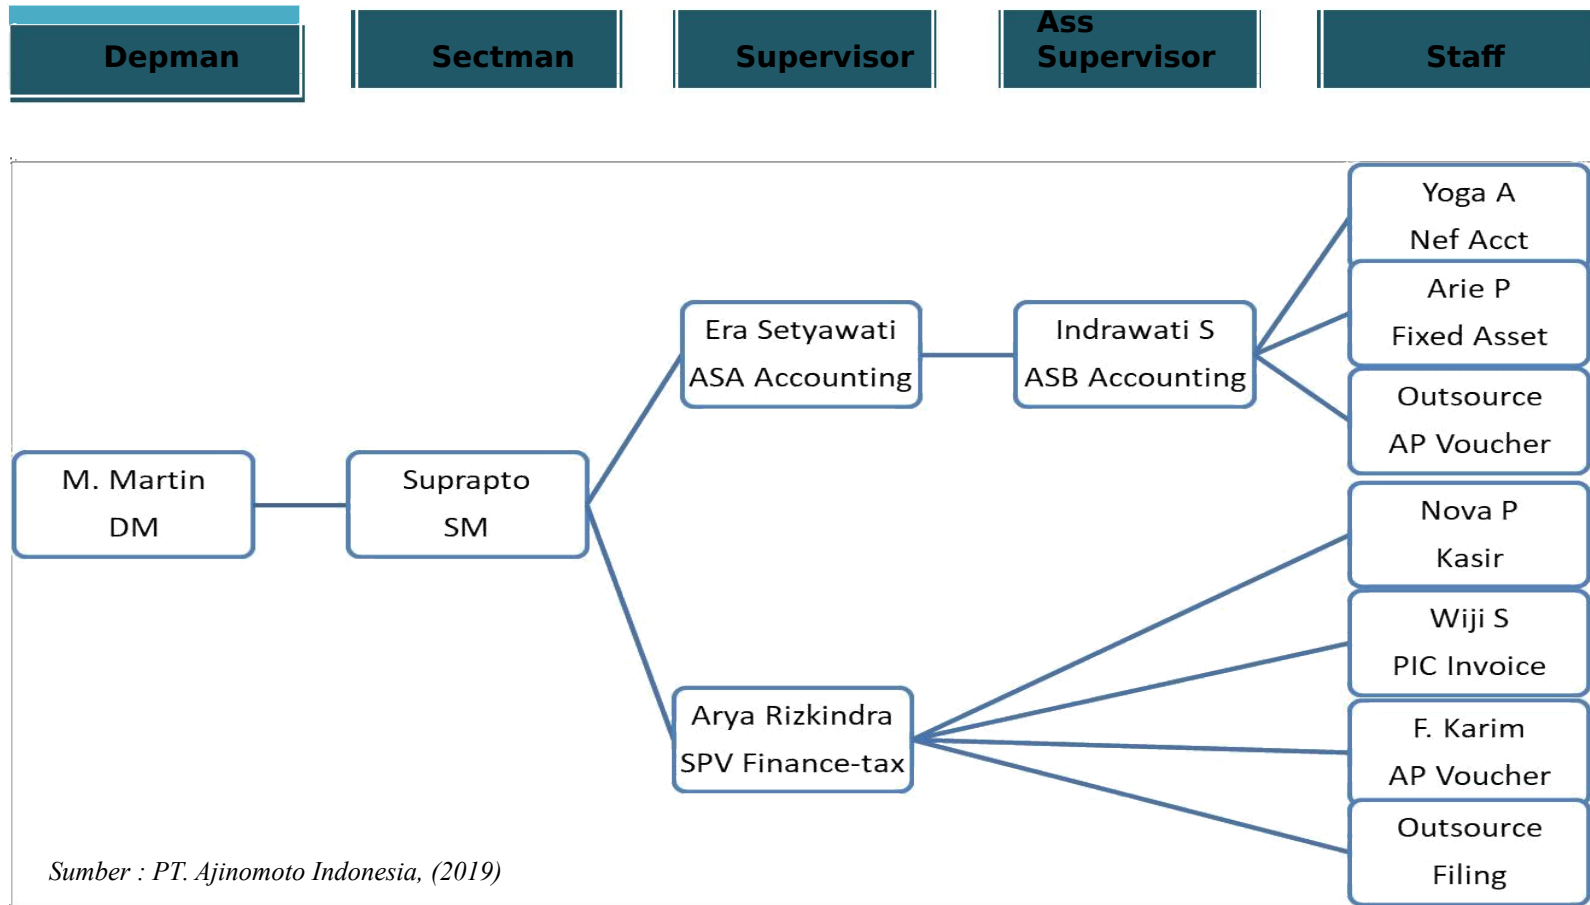 Depman
Sectman
Supervisor
Ass
Supervisor
Staff
M. Martin
DM
Suprapto
SM
Era Setyawati
ASA Accounting
Arya Rizkindra
SPV Finance-tax
Indrawati S
ASB Accounting
Yoga A
Nef Acct
Arie P
Fixed Asset
Outsource
AP Voucher
Nova P
Kasir
Wiji S
PIC Invoice
F. Karim
AP Voucher
Outsource
Filing
Sumber : PT. Ajinomoto Indonesia, (2019)